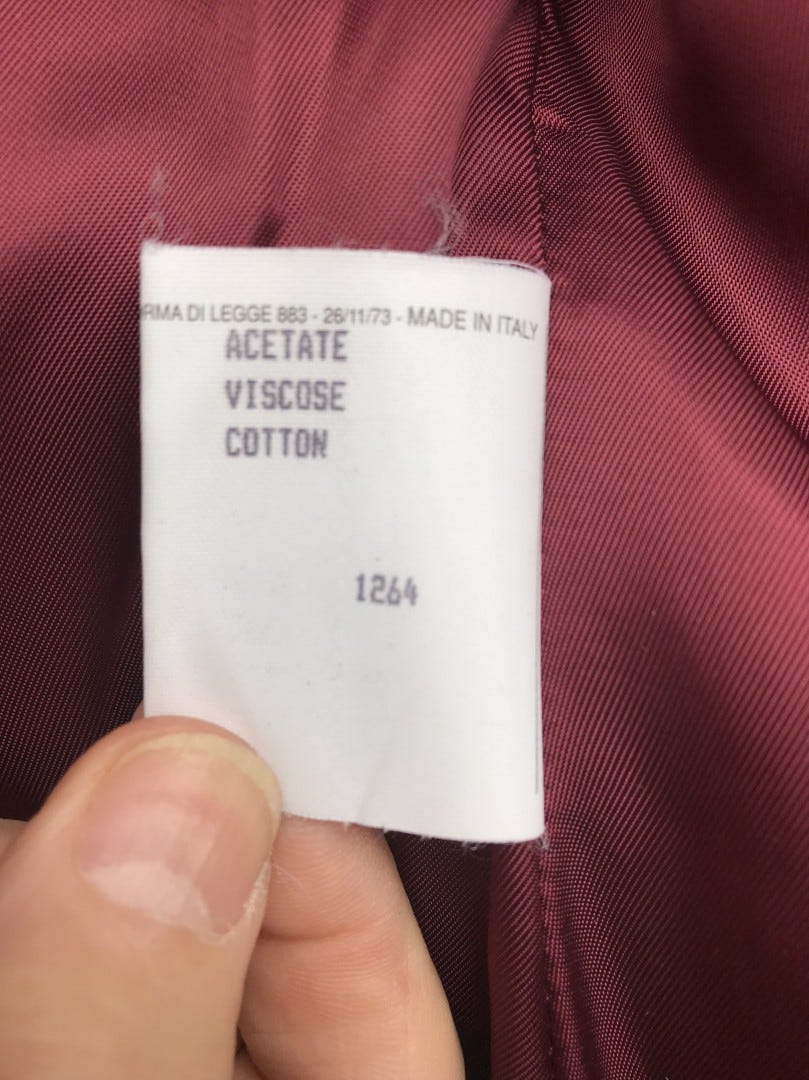 RMA DI LEGGE 883 - 26/11/73 - MADE IN ITALY
ACETATE
VISCOSE
COTTON
1264